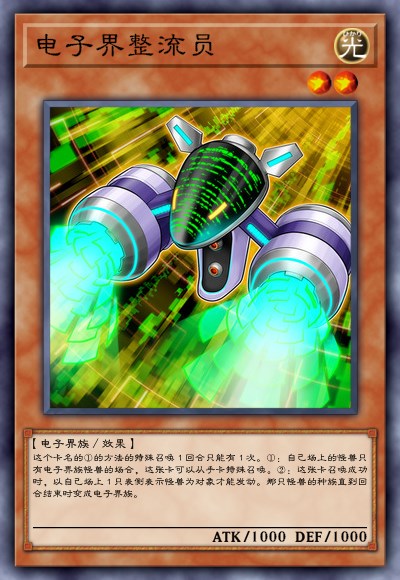 电子界整流员
光
【电子界族／效果】
这个卡名的①的方法的特殊召唤1回合只能有1次。①：自己场上的怪兽只
有电子界族怪兽的场合，这张卡可以从手卡特殊召唤。②：这张卡召唤成功
时，以自己场上1只表侧表示怪兽为对象才能发动。那只怪兽的种族直到回
合结束时变成电子界族。
ATK/1000 DEF/1000